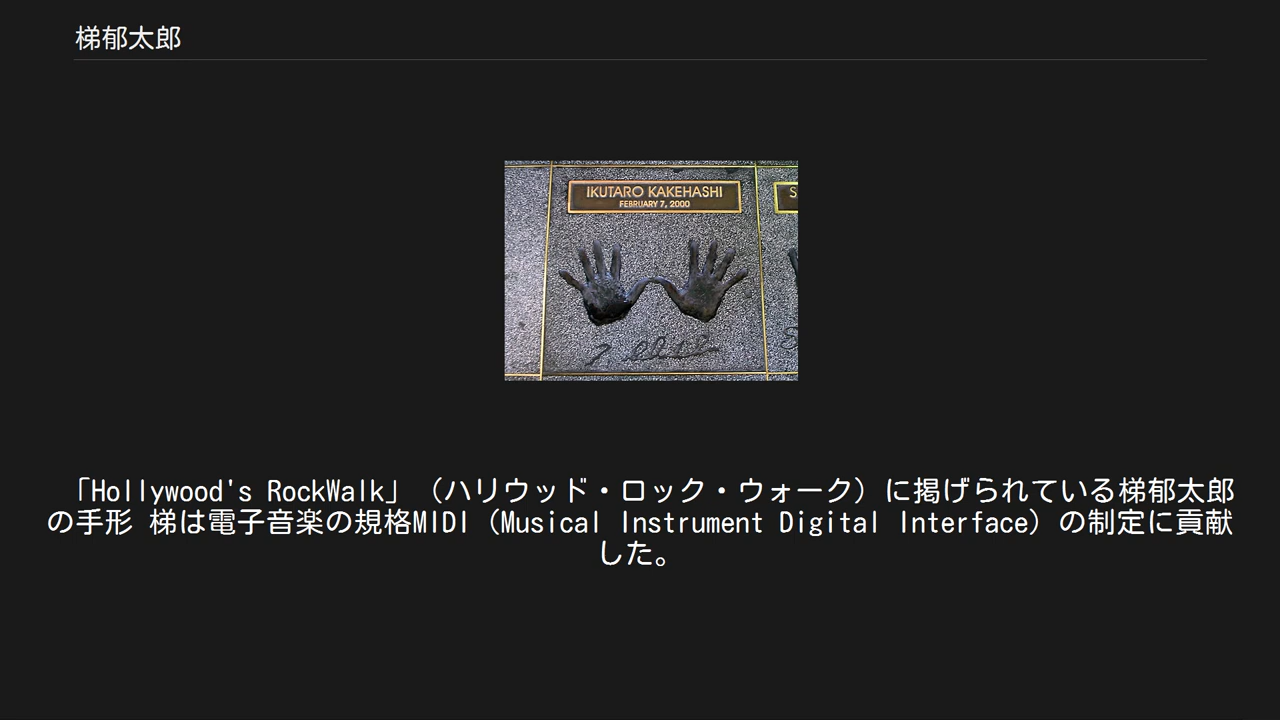 梯郁太郎
IKUTARO KAKEHASHI
FEBRUARY 7, 2000
「Hollywood's RockWalk」（ハリウッド・ロック・ウォーク）に掲げられている梯郁太郎
の手形 梯は電子音楽の規格MIDI（Musical Instrument Digital Interface）の制定に貢献
した。